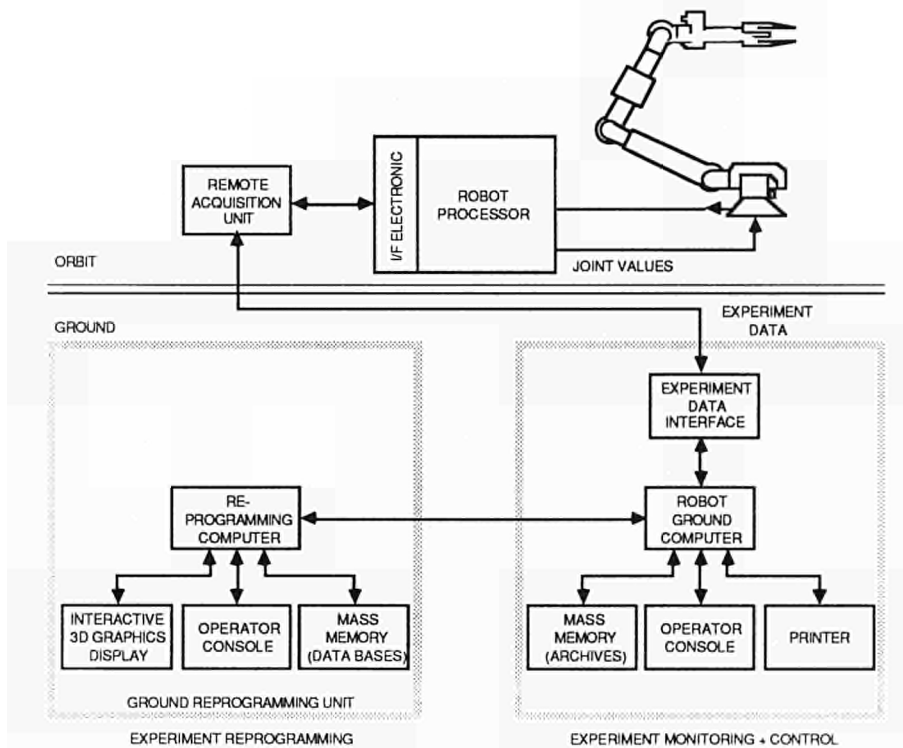 REMOTE
ACQUISITION
UNIT
I/F ELECTRONIC
ROBOT
PROCESSOR
JOINT VALUES
ORBIT
GROUND
EXPERIMENT
DATA
EXPERIMENT
DATA
INTERFACE
RE-
PROGRAMMING
COMPUTER
ROBOT
GROUND
COMPUTER
INTERACTIVE
3D GRAPHICS
DISPLAY
OPERATOR
CONSOLE
MASS
MEMORY
(DATA BASES)
MASS
MEMORY
(ARCHIVES)
OPERATOR
CONSOLE
PRINTER
GROUND REPROGRAMMING UNIT
EXPERIMENT REPROGRAMMING
EXPERIMENT MONITORING + CONTROL